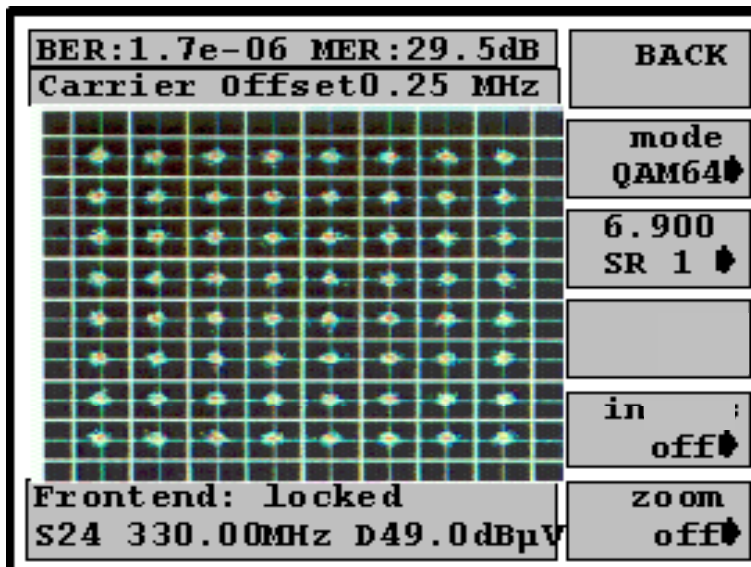 BER:1.7e-06 MER:29.5dB
Carrier Offset0.25 MHz
BACK
mode
QAM64
6.900
SR 1
in :
off
Frontend: locked
S24 330.00MHz D49.0dBµV
zoom
off